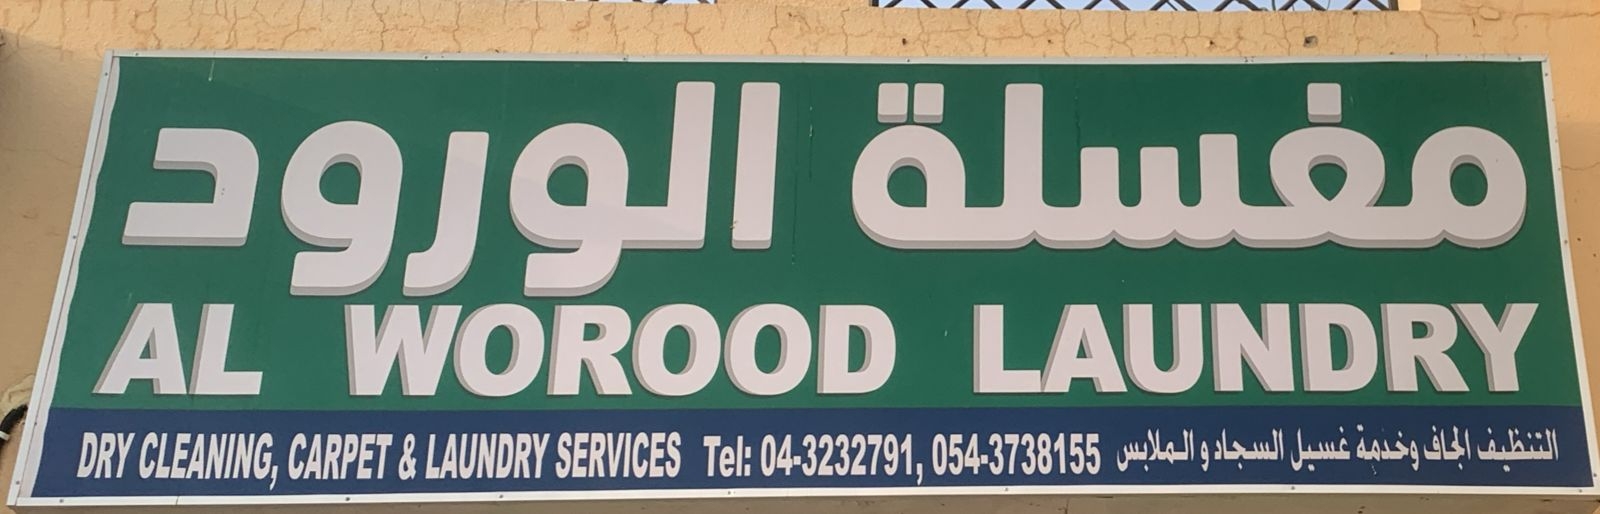 مغسلة الورود
AL WOROOD LAUNDRY
DRY CLEANING, CARPET & LAUNDRY SERVICES Tel: 04-3232791, 054-3738155 التنظيف الجاف وخدمة غسيل السجاد و الملابس